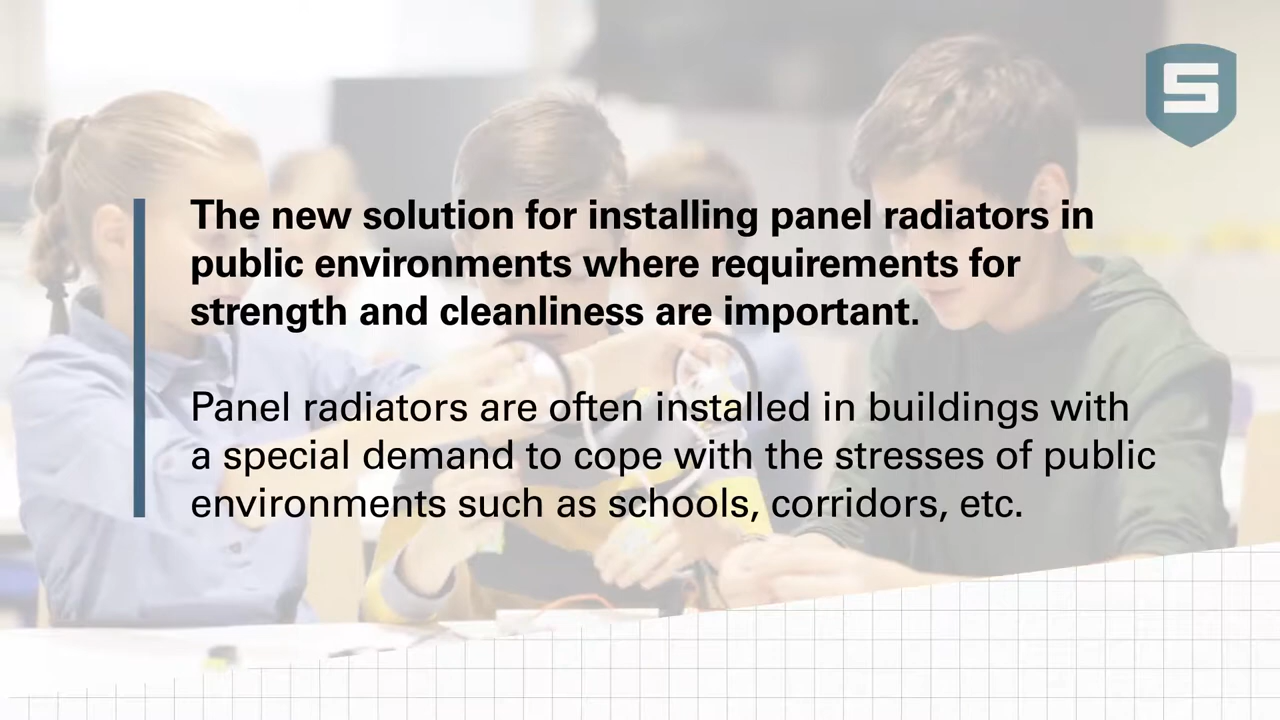 S
The new solution for installing panel radiators in
public environments where requirements for
strength and cleanliness are important.
Panel radiators are often installed in buildings with
a special demand to cope with the stresses of public
environments such as schools, corridors, etc.